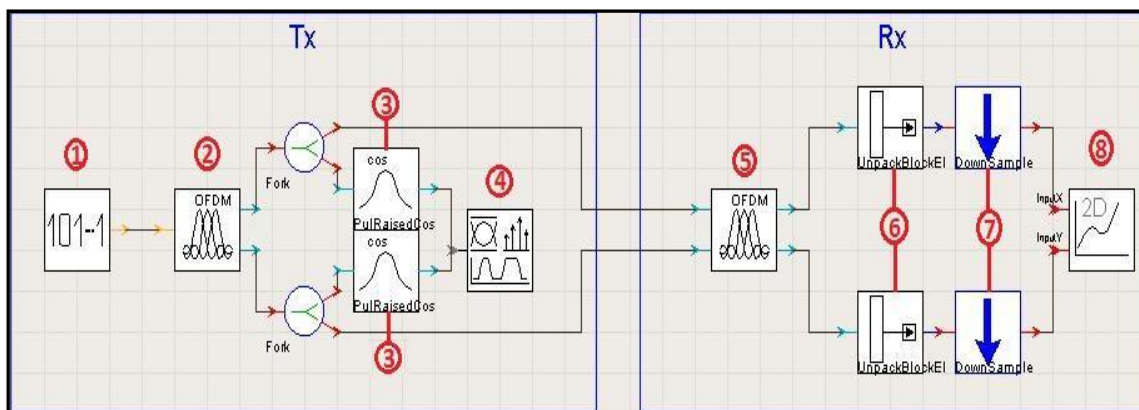 Tx
Rx
3
1
2
4
5
6
7
8
101-1
OFDM
Fork
cos
PulRaisedCos
cos
PulRaisedCos
Fork
3
OFDM
UnpackBlockEl
DownSample
UnpackBlockEl
DownSample
InputX
InputY
2D